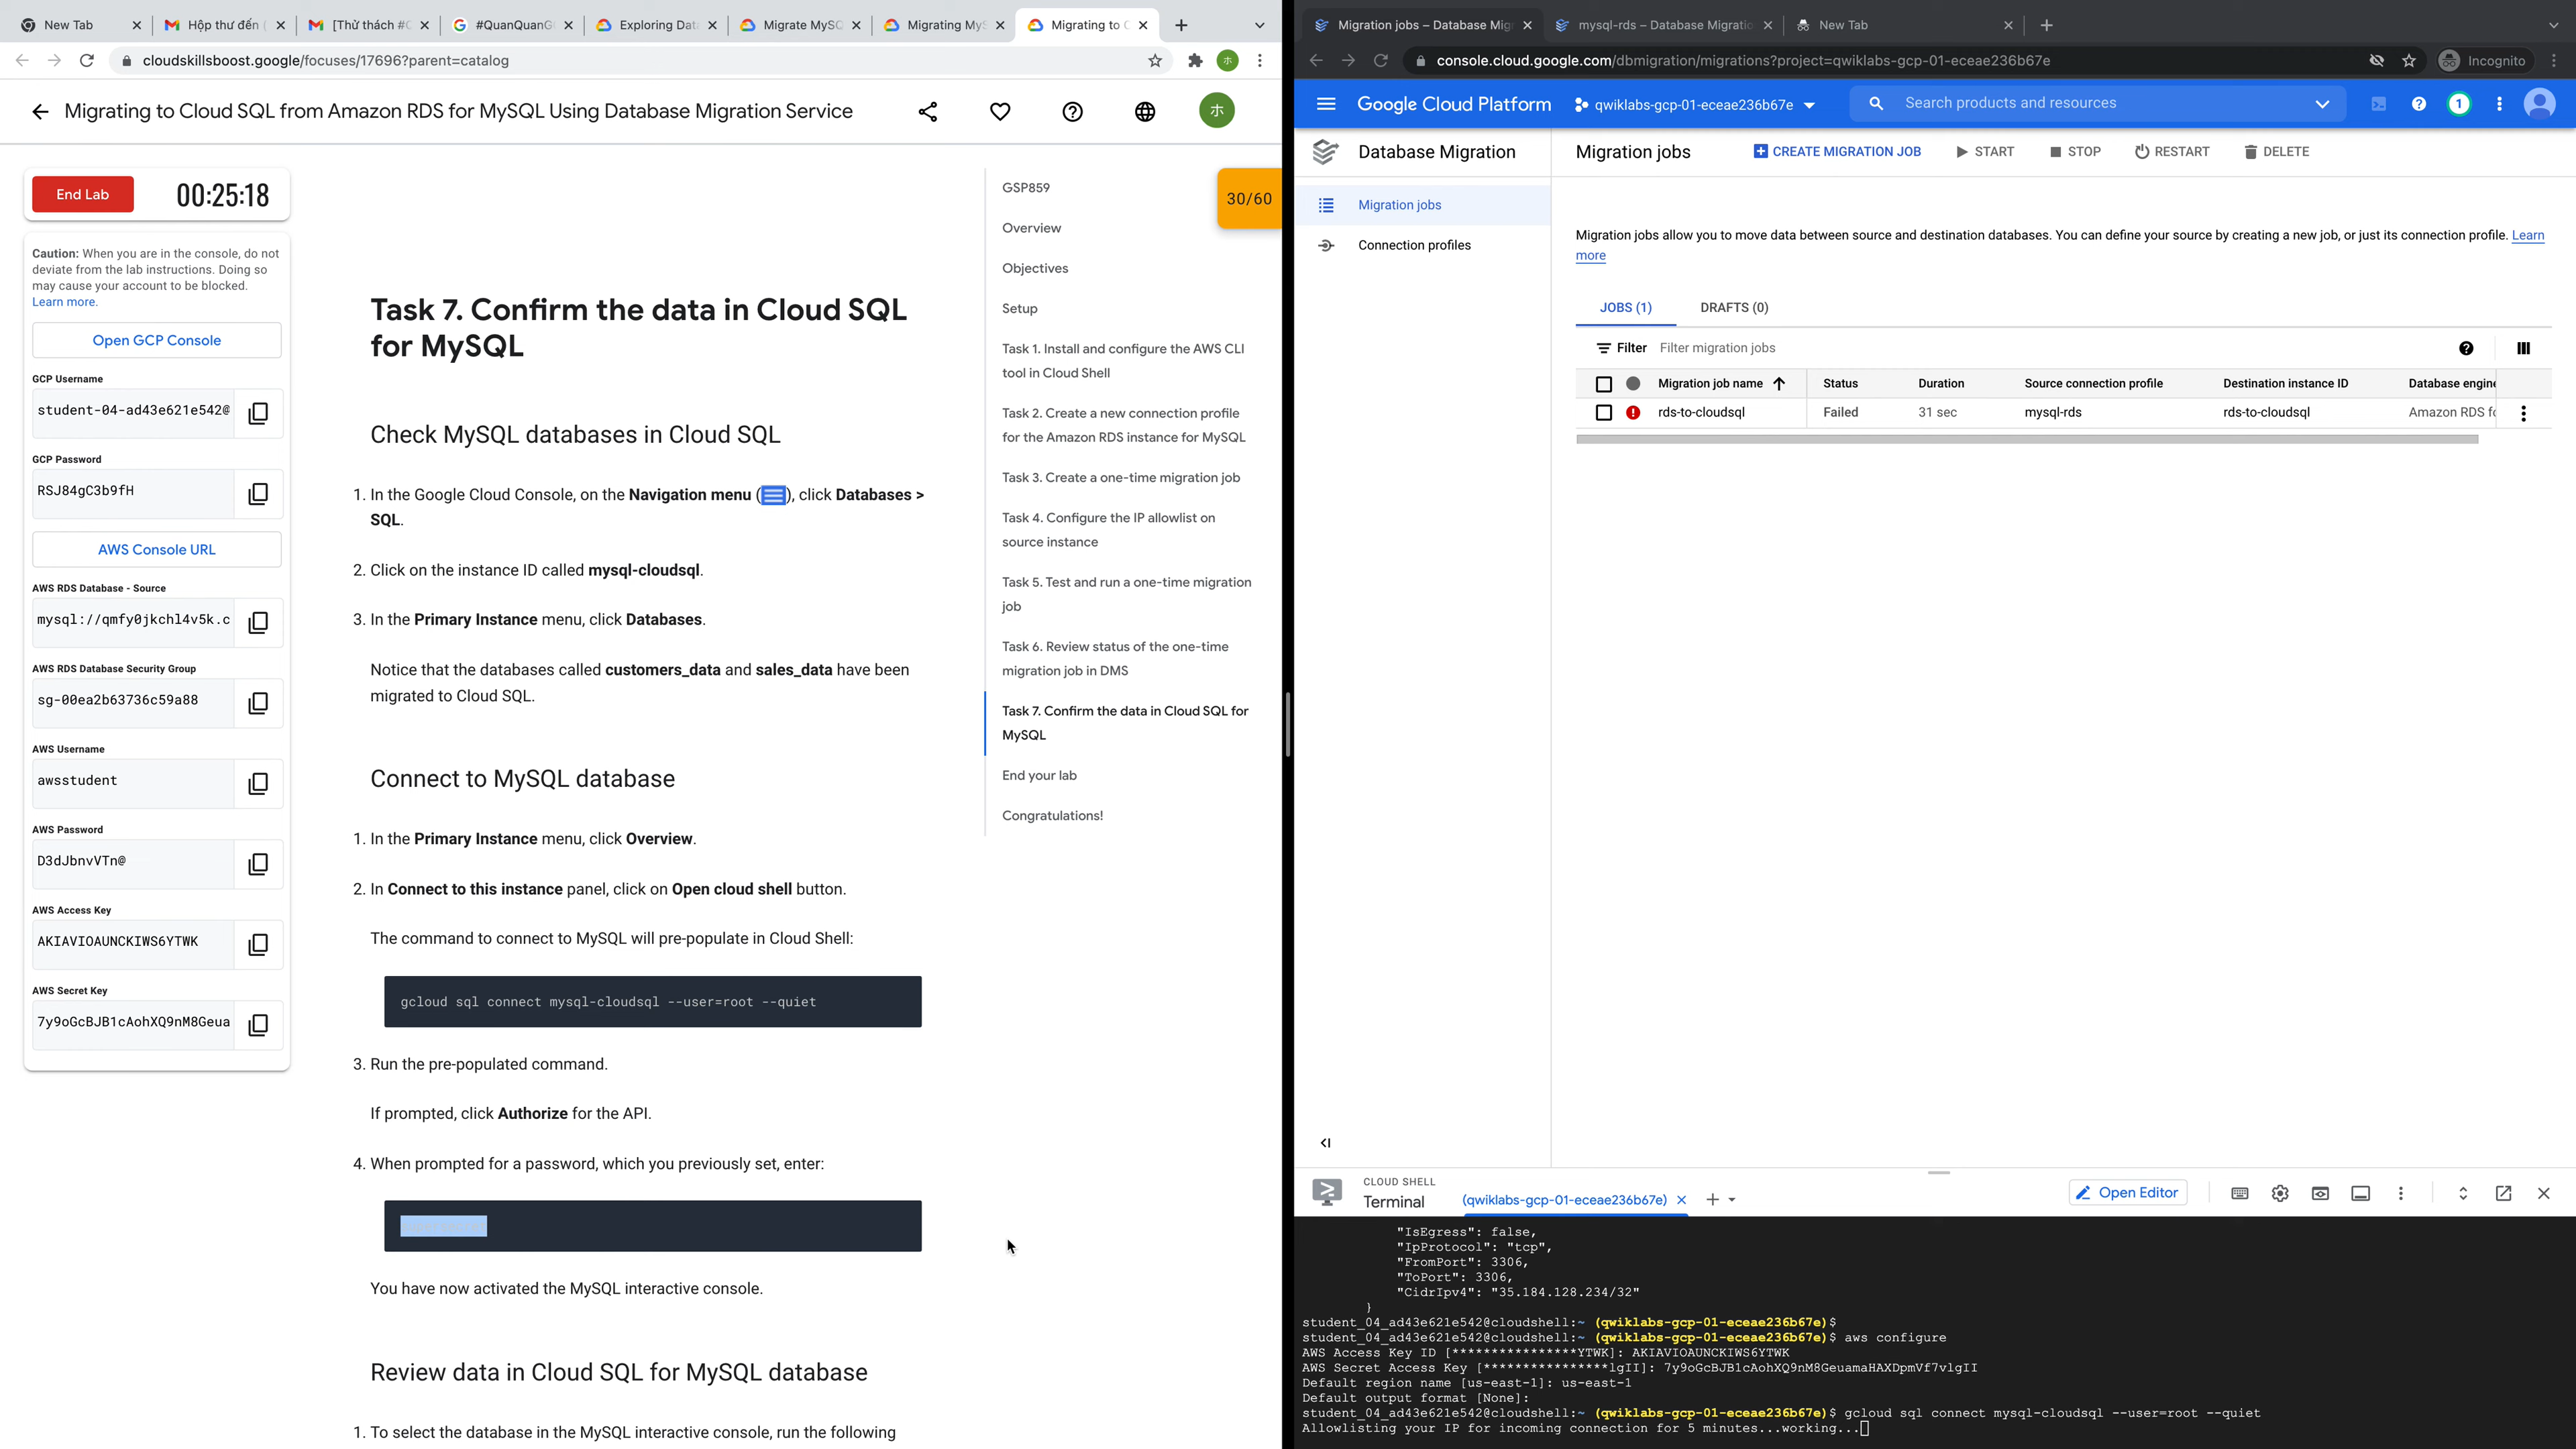 New Tab
Hộp thư đến (
[Thử thách #Q
#QuanQuanG
Exploring Data
Migrate MySQ
Migrating MyS
Migrating to C
cloudskillsboost.google/focuses/17696?parent=catalog
Migrating to Cloud SQL from Amazon RDS for MySQL Using Database Migration Service
ホ
End Lab
00:25:18
Caution: When you are in the console, do not
deviate from the lab instructions. Doing so
may cause your account to be blocked.
Learn more.
Open GCP Console
GCP Username
student-04-ad43e621e542@
GCP Password
RSJ84gC3b9fH
AWS Console URL
AWS RDS Database - Source
mysql://qmfy0jkchl4v5k.c
AWS RDS Database Security Group
sg-00ea2b63736c59a88
AWS Username
awsstudent
AWS Password
D3dJbnvVTn@
AWS Access Key
AKIAVIOAUNCKIWS6YTWK
AWS Secret Key
7y9oGcBJB1cAohXQ9nM8Geua
Task 7. Confirm the data in Cloud SQL
for MySQL
Check MySQL databases in Cloud SQL
1. In the Google Cloud Console, on the Navigation menu (), click Databases >
SQL.
2. Click on the instance ID called mysql-cloudsql.
3. In the Primary Instance menu, click Databases.
Notice that the databases called customers_data and sales_data have been
migrated to Cloud SQL.
Connect to MySQL database
1. In the Primary Instance menu, click Overview.
2. In Connect to this instance panel, click on Open cloud shell button.
The command to connect to MySQL will pre-populate in Cloud Shell:
gcloud sql connect mysql-cloudsql --user=root --quiet
3. Run the pre-populated command.
If prompted, click Authorize for the API.
4. When prompted for a password, which you previously set, enter:
You have now activated the MySQL interactive console.
Review data in Cloud SQL for MySQL database
1. To select the database in the MySQL interactive console, run the following
GSP859
Overview
Objectives
Setup
Task 1. Install and configure the AWS CLI
tool in Cloud Shell
Task 2. Create a new connection profile
for the Amazon RDS instance for MySQL
Task 3. Create a one-time migration job
Task 4. Configure the IP allowlist on
source instance
Task 5. Test and run a one-time migration
job
Task 6. Review status of the one-time
migration job in DMS
Task 7. Confirm the data in Cloud SQL for
MySQL
End your lab
Congratulations!
30/60
Migration jobs – Database Migr
mysql-rds – Database Migratio
New Tab
console.cloud.google.com/dbmigration/migrations?project=qwiklabs-gcp-01-eceae236b67e
Incognito
Google Cloud Platform
qwiklabs-gcp-01-eceae236b67e
Search products and resources
1
Database Migration
Migration jobs
Connection profiles
Migration jobs
CREATE MIGRATION JOB
START
STOP
RESTART
DELETE
Migration jobs allow you to move data between source and destination databases. You can define your source by creating a new job, or just its connection profile. Learn
more
JOBS (1)
DRAFTS (0)
Filter
Filter migration jobs
Migration job name
Status
Duration
Source connection profile
Destination instance ID
Database engine
rds-to-cloudsql
Failed
31 sec
mysql-rds
rds-to-cloudsql
Amazon RDS fo
CLOUD SHELL
Terminal
(qwiklabs-gcp-01-eceae236b67e)
Open Editor
"IsEgress": false,
"IpProtocol": "tcp",
"FromPort": 3306,
"ToPort": 3306,
"CidrIpv4": "35.184.128.234/32"
}
student_04_ad43e621e542@cloudshell:~ (qwiklabs-gcp-01-eceae236b67e)$
student_04_ad43e621e542@cloudshell:~ (qwiklabs-gcp-01-eceae236b67e)$ aws configure
AWS Access Key ID [****************YTWK]: AKIAVIOAUNCKIWS6YTWK
AWS Secret Access Key [****************lgII]: 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
Default region name [us-east-1]: us-east-1
Default output format [None]:
student_04_ad43e621e542@cloudshell:~ (qwiklabs-gcp-01-eceae236b67e)$ gcloud sql connect mysql-cloudsql --user=root --quiet
Allowlisting your IP for incoming connection for 5 minutes...working...